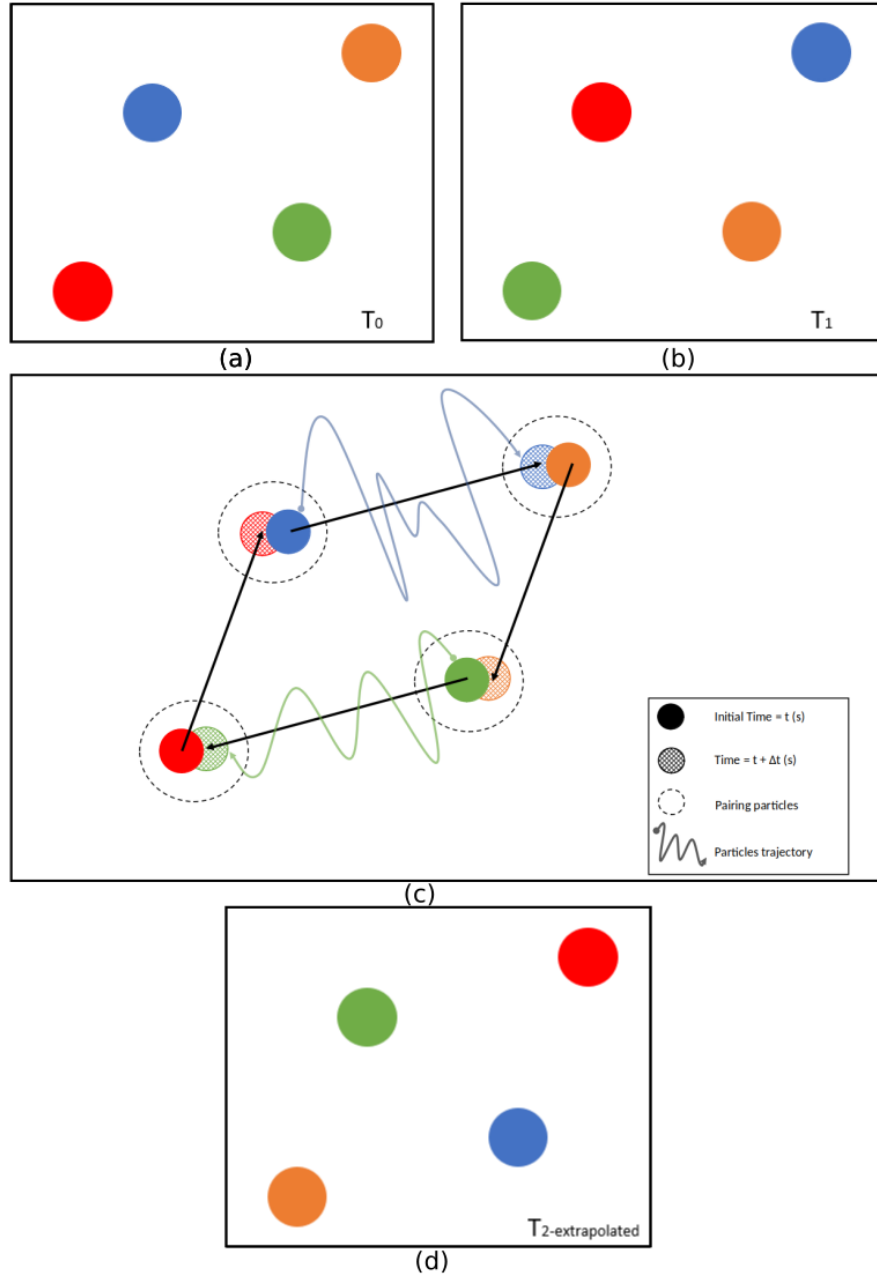 T0
(a)
T1
(b)
Initial Time = t (s)
Time = t + Δt (s)
Pairing particles
Particles trajectory
(c)
T2-extrapolated
(d)